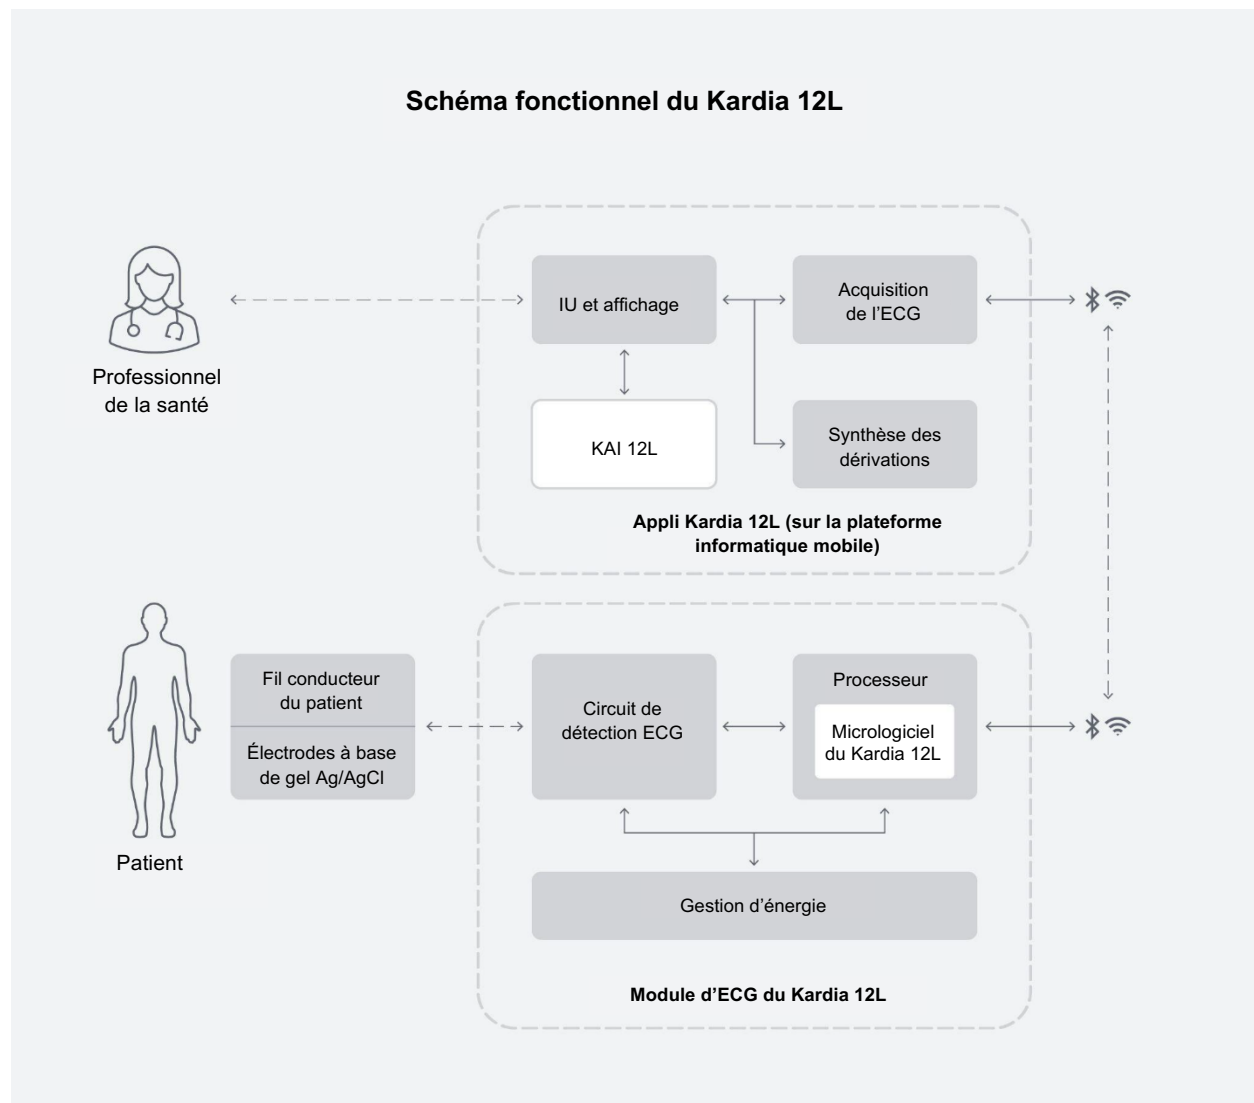 Schéma fonctionnel du Kardia 12L
Professionnel
de la santé
IU et affichage
Acquisition
de l’ECG
KAI 12L
Synthèse des
dérivations
Appli Kardia 12L (sur la plateforme
informatique mobile)
Patient
Fil conducteur
du patient
Électrodes à base
de gel Ag/AgCl
Circuit de
détection ECG
Processeur
Micrologiciel
du Kardia 12L
Gestion d’énergie
Module d’ECG du Kardia 12L